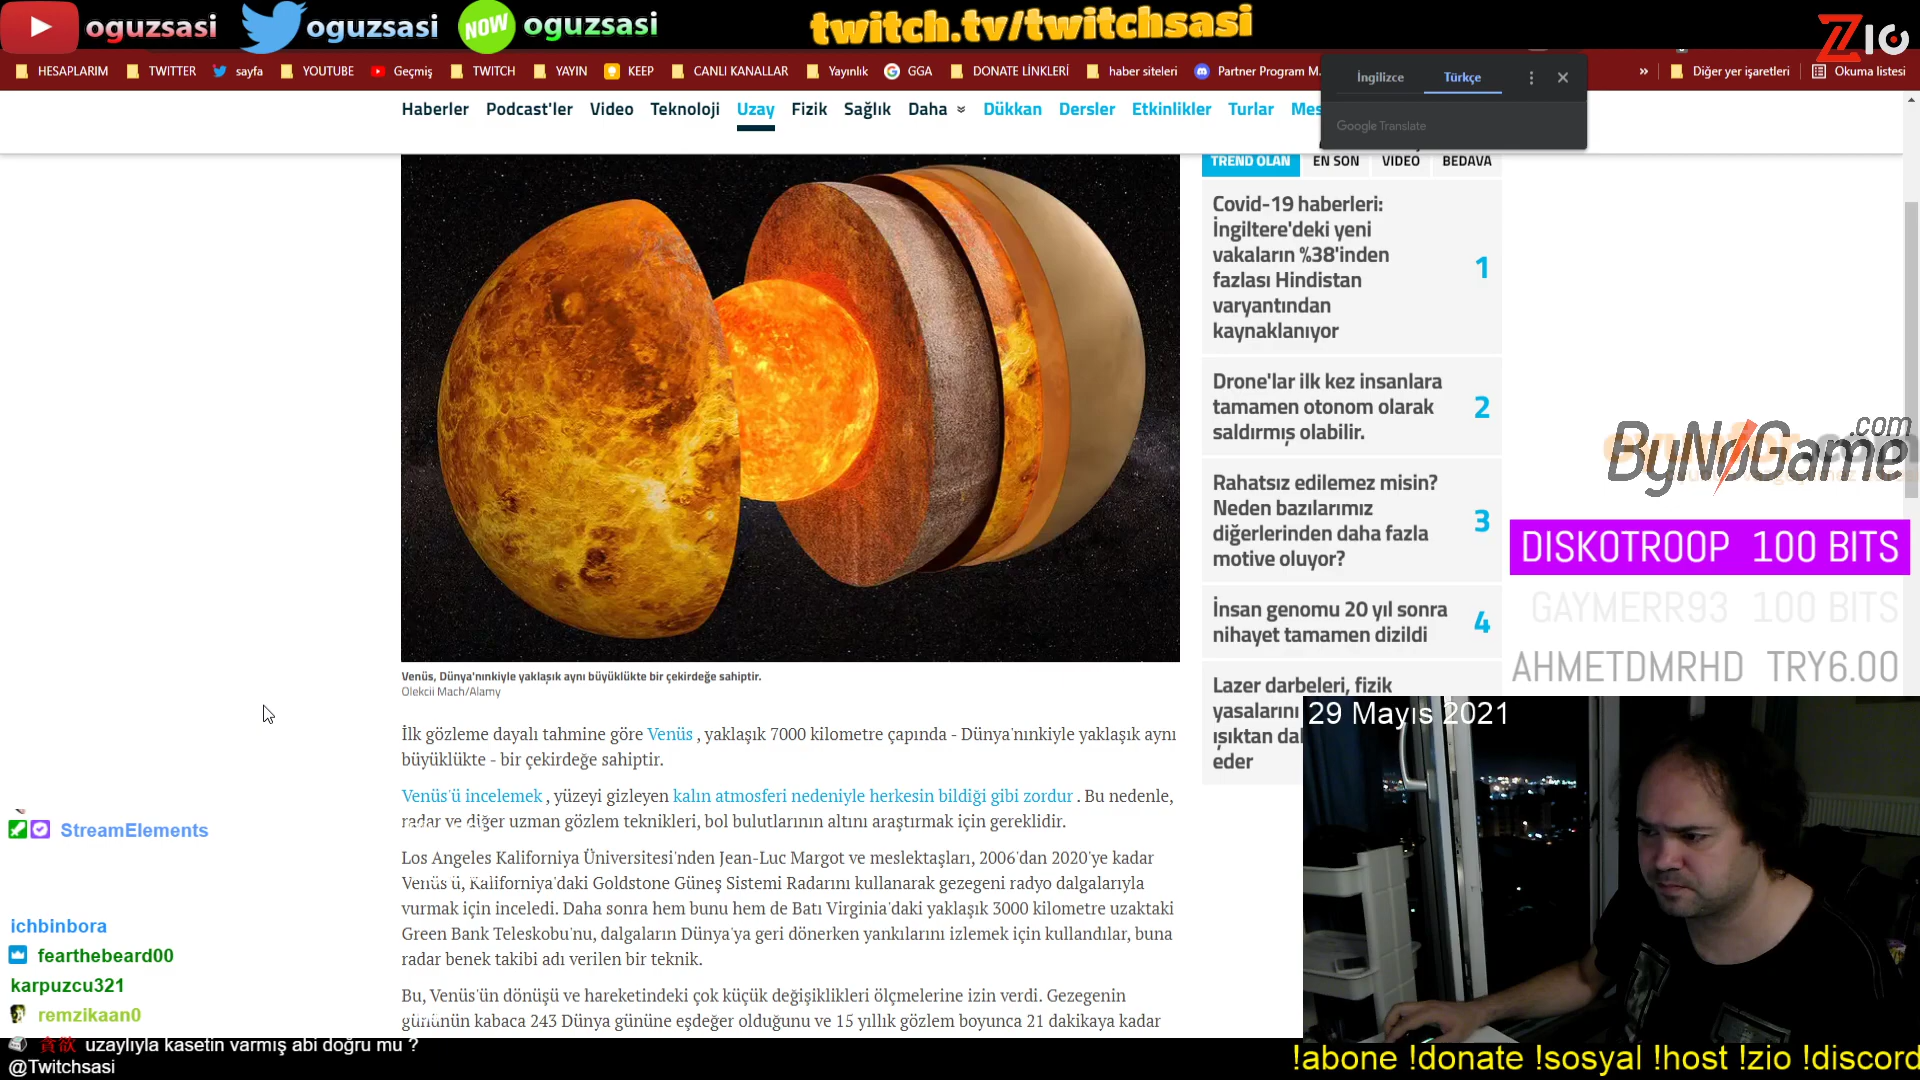 oguzsasi
oguzsasi
NOW
oguzsasi
twitch.tv/twitchsasi
ZIO
HESAPLARIM
TWITTER
sayfa
YOUTUBE
Geçmiş
TWITCH
YAYIN
KEEP
CANLI KANALLAR
Yayınlık
GGA
DONATE LİNKLERİ
haber siteleri
Partner Program M.
»
Diğer yer işaretleri
Okuma listesi
İngilizce
Türkçe
Google Translate
Haberler
Podcast'ler
Video
Teknoloji
Uzay
Fizik
Sağlık
Daha
Dükkan
Dersler
Etkinlikler
Turlar
Mes
TREND OLAN
EN SON
VIDEO
BEDAVA
Covid-19 haberleri:
İngiltere'deki yeni
vakaların %38'inden
fazlası Hindistan
varyantından
kaynaklanıyor
1
Drone'lar ilk kez insanlara
tamamen otonom olarak
saldırmış olabilir.
2
Rahatsız edilemez misin?
Neden bazılarımız
diğerlerinden daha fazla
motive oluyor?
3
İnsan genomu 20 yıl sonra
nihayet tamamen dizildi
4
Lazer darbeleri, fizik
yasalarını
ışıktan dal
eder
ByNoGame.com
DISKOTROOP 100 BITS
GAYMERR93 100 BITS
AHMETDMRHD TRY6.00
29 Mayıs 2021
Venüs, Dünya'nınkiyle yaklaşık aynı büyüklükte bir çekirdeğe sahiptir.
Olekcii Mach/Alamy
İlk gözleme dayalı tahmine göre Venüs , yaklaşık 7000 kilometre çapında - Dünya'nınkiyle yaklaşık aynı
büyüklükte - bir çekirdeğe sahiptir.
Venüs'ü incelemek , yüzeyi gizleyen kalın atmosferi nedeniyle herkesin bildiği gibi zordur . Bu nedenle,
radar ve diğer uzman gözlem teknikleri, bol bulutlarının altını araştırmak için gereklidir.
Los Angeles Kaliforniya Üniversitesi'nden Jean-Luc Margot ve meslektaşları, 2006'dan 2020'ye kadar
Venüs'ü, Kaliforniya'daki Goldstone Güneş Sistemi Radarını kullanarak gezegeni radyo dalgalarıyla
vurmak için inceledi. Daha sonra hem bunu hem de Batı Virginia'daki yaklaşık 3000 kilometre uzaktaki
Green Bank Teleskobu'nu, dalgaların Dünya'ya geri dönerken yankılarını izlemek için kullandılar, buna
radar benek takibi adı verilen bir teknik.
Bu, Venüs'ün dönüşü ve hareketindeki çok küçük değişiklikleri ölçmelerine izin verdi. Gezegenin
gününün kabaca 243 Dünya gününe eşdeğer olduğunu ve 15 yıllık gözlem boyunca 21 dakikaya kadar
StreamElements
ichbinbora
fearthebeard00
karpuzcu321
remzikaan0
貪欲 uzaylıyla kasetin varmış abi doğru mu ?
@Twitchsasi
!abone !donate !sosyal !host !zio !discord